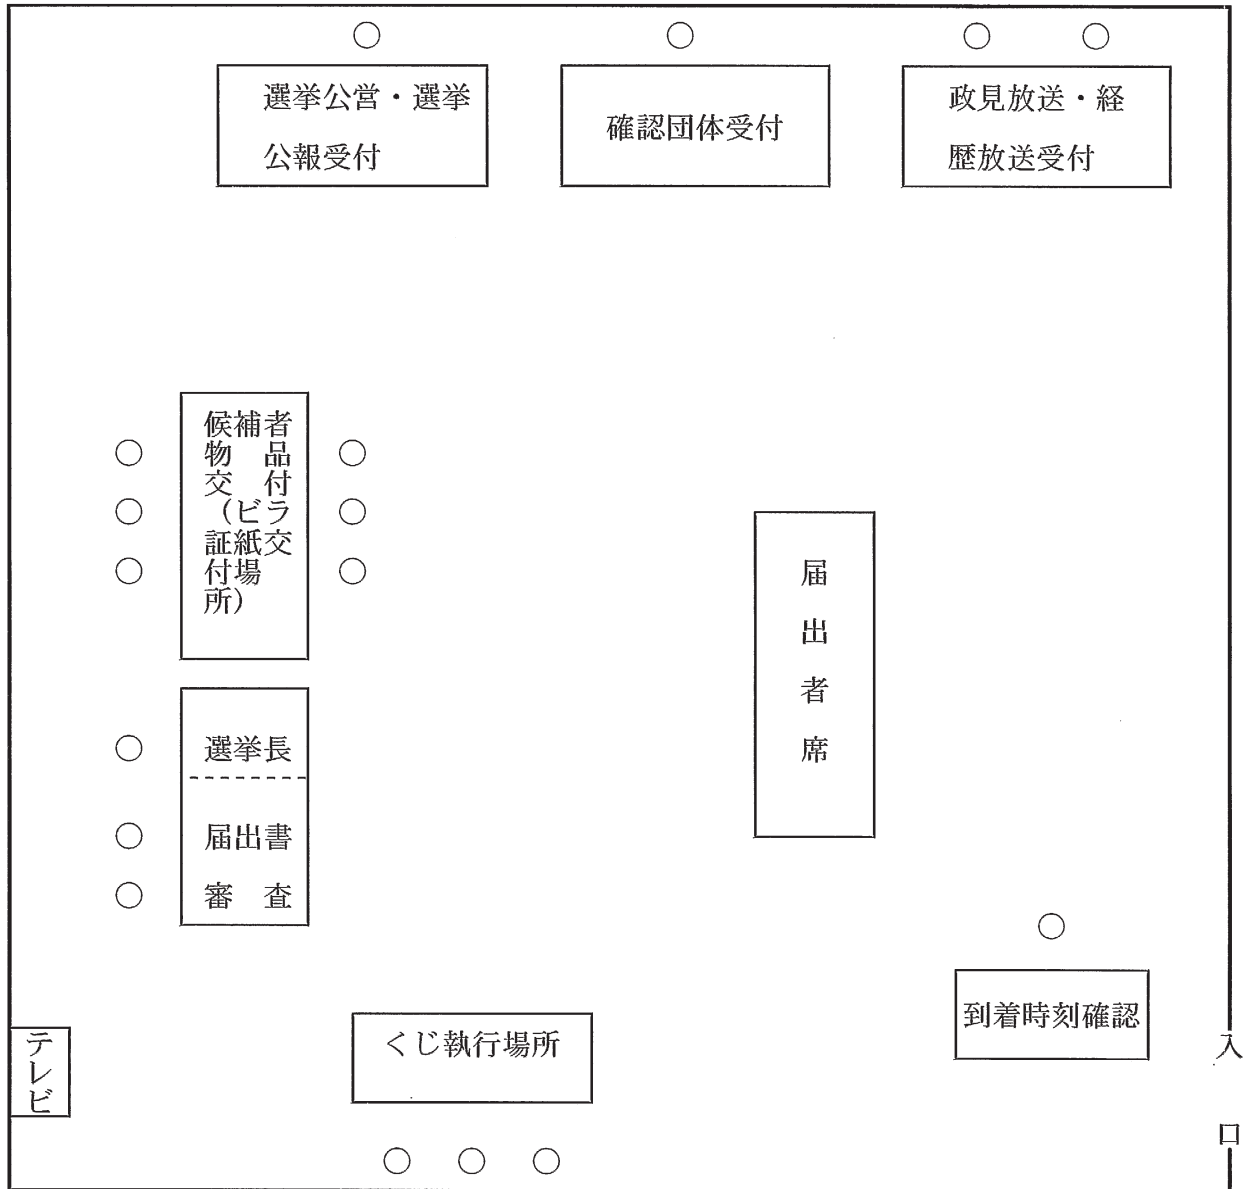 選挙公営・選挙
公報受付
確認団体受付
政見放送・経
歴放送受付
候補者
物　品
交　付
（ビラ
証紙交
付場
所）
届
出
者
席
選挙長
届出書
審　査
到着時刻確認
くじ執行場所
テレビ
入
口